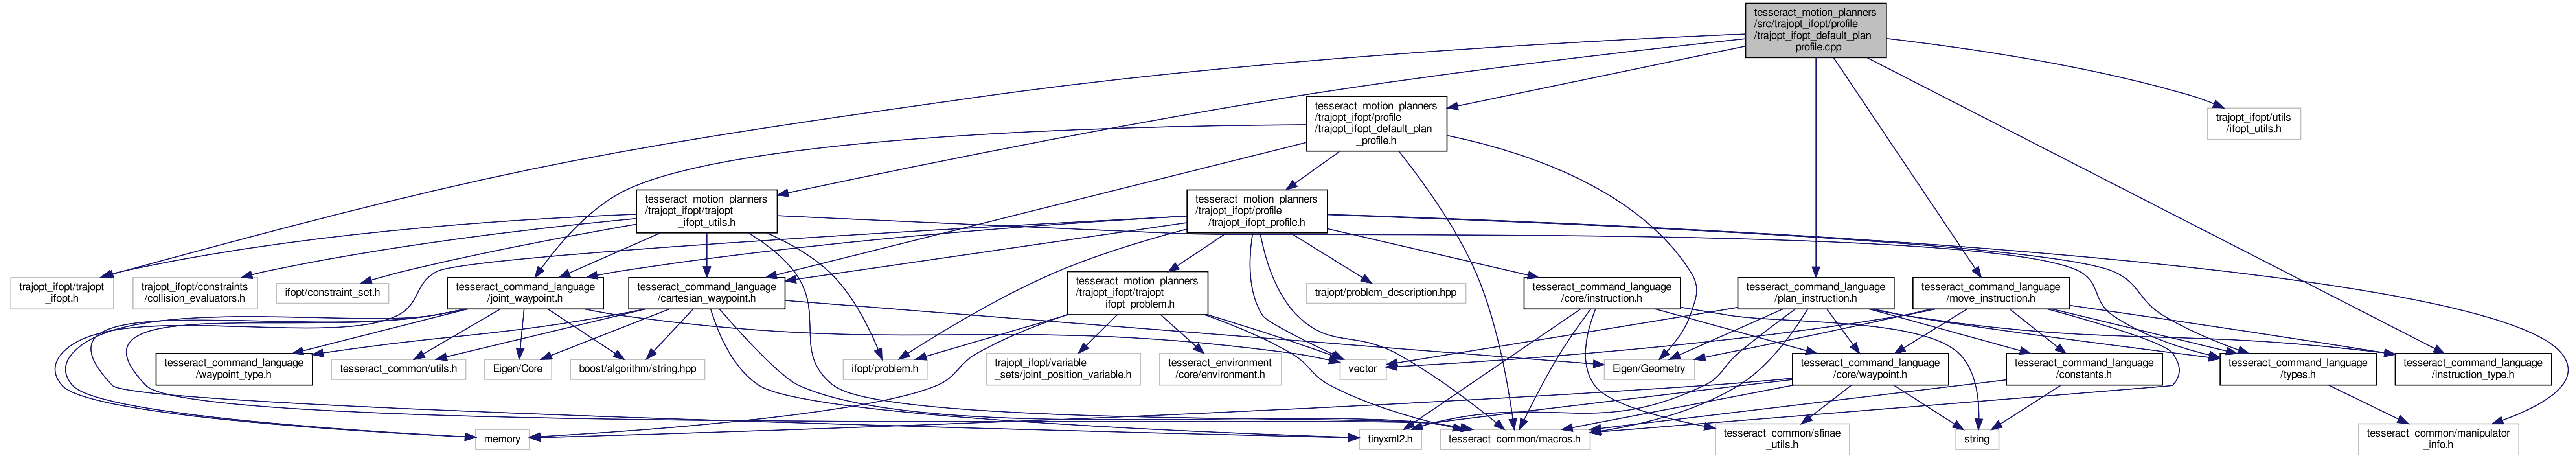 tesseract_motion_planners
/src/trajopt_ifopt/profile
/trajopt_ifopt_default_plan
_profile.cpp
tesseract_motion_planners
/trajopt_ifopt/profile
/trajopt_ifopt_default_plan
_profile.h
trajopt_ifopt/utils
/ifopt_utils.h
tesseract_motion_planners
/trajopt_ifopt/trajopt
_ifopt_utils.h
tesseract_motion_planners
/trajopt_ifopt/profile
/trajopt_ifopt_profile.h
trajopt_ifopt/trajopt
_ifopt.h
trajopt_ifopt/constraints
/collision_evaluators.h
ifopt/constraint_set.h
tesseract_command_language
/joint_waypoint.h
tesseract_command_language
/cartesian_waypoint.h
tesseract_motion_planners
/trajopt_ifopt/trajopt
_ifopt_problem.h
trajopt/problem_description.hpp
tesseract_command_language
/core/instruction.h
tesseract_command_language
/plan_instruction.h
tesseract_command_language
/move_instruction.h
tesseract_command_language
/waypoint_type.h
tesseract_common/utils.h
Eigen/Core
boost/algorithm/string.hpp
ifopt/problem.h
trajopt_ifopt/variable
_sets/joint_position_variable.h
tesseract_environment
/core/environment.h
vector
Eigen/Geometry
tesseract_command_language
/core/waypoint.h
tesseract_command_language
/constants.h
tesseract_command_language
/types.h
tesseract_command_language
/instruction_type.h
memory
tinyxml2.h
tesseract_common/macros.h
tesseract_common/sfinae
_utils.h
string
tesseract_common/manipulator
_info.h